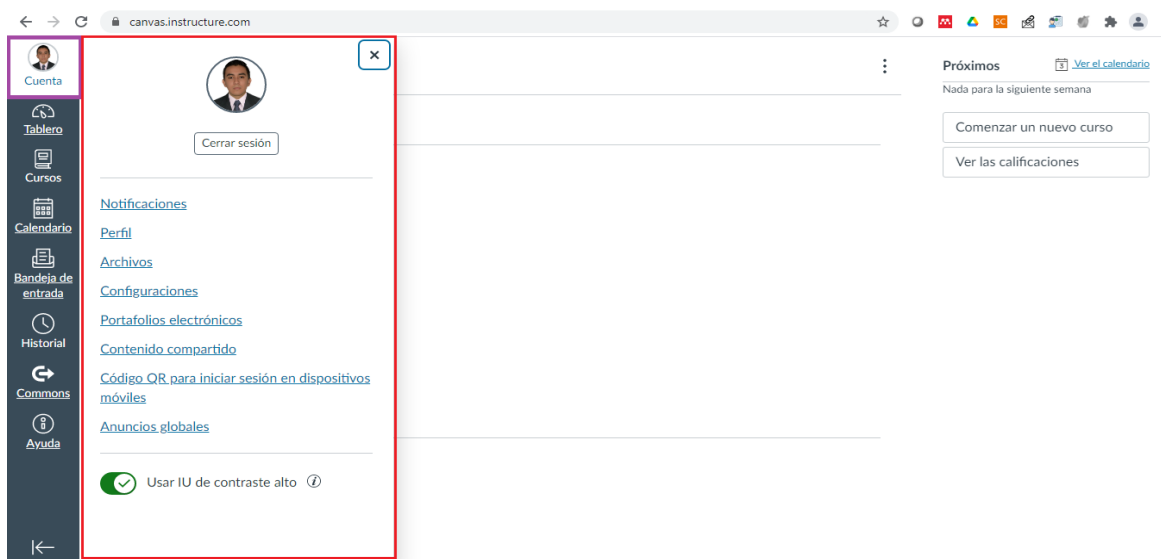 canvas.instructure.com
SC
Cuenta
Tablero
Cursos
Calendario
Bandeja de
entrada
Historial
Commons
Ayuda
Cerrar sesión
Notificaciones
Perfil
Archivos
Configuraciones
Portafolios electrónicos
Contenido compartido
Código QR para iniciar sesión en dispositivos
móviles
Anuncios globales
Usar IU de contraste alto
Próximos
3 Ver el calendario
Nada para la siguiente semana
Comenzar un nuevo curso
Ver las calificaciones